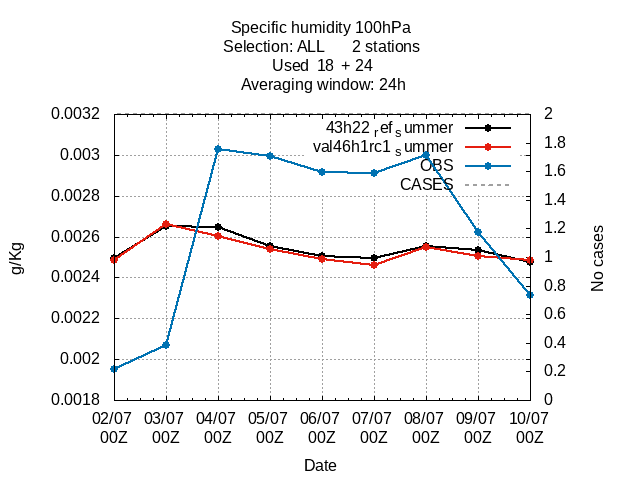 Specific humidity 100hPa
Selection: ALL 2 stations
Used 18 + 24
Averaging window: 24h
0.0032
0.003
0.0028
0.0026
0.0024
0.0022
0.002
0.0018
g/Kg
43h22 refsummer
val46h1rc1 summer
OBS
CASES
2
1.8
1.6
1.4
1.2
1
0.8
0.6
0.4
0.2
0
No cases
02/07 03/07 04/07 05/07 06/07 07/07 08/07 09/07 10/07
00Z 00Z 00Z 00Z 00Z 00Z 00Z 00Z 00Z
Date